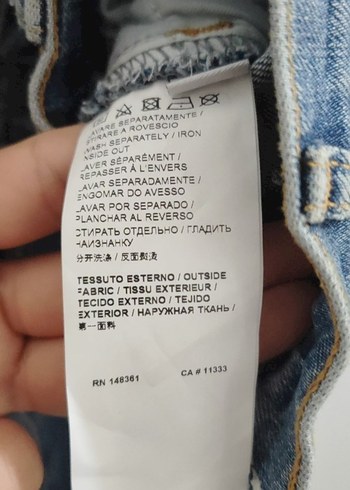 LAVARE SEPARATAMENTE /
STIRARE A ROVESCIO
WASH SEPARATELY / IRON
INSIDE OUT
LAVER SÉPARÉMENT /
REPASSER À L'ENVERS
LAVAR SEPARADAMENTE /
ENGOMAR DO AVESSO
LAVAR POR SEPARADO /
PLANCHAR AL REVERSO
СТИРАТЬ ОТДЕЛЬНО / ГЛАДИТЬ
НАИЗНАНКУ
分开洗涤 / 反面熨烫
TESSUTO ESTERNO / OUTSIDE
FABRIC / TISSU EXTERIEUR /
TECIDO EXTERNO / TEJIDO
EXTERIOR / НАРУЖНАЯ ТКАНЬ /
第一面料
RN 148361 CA # 11333